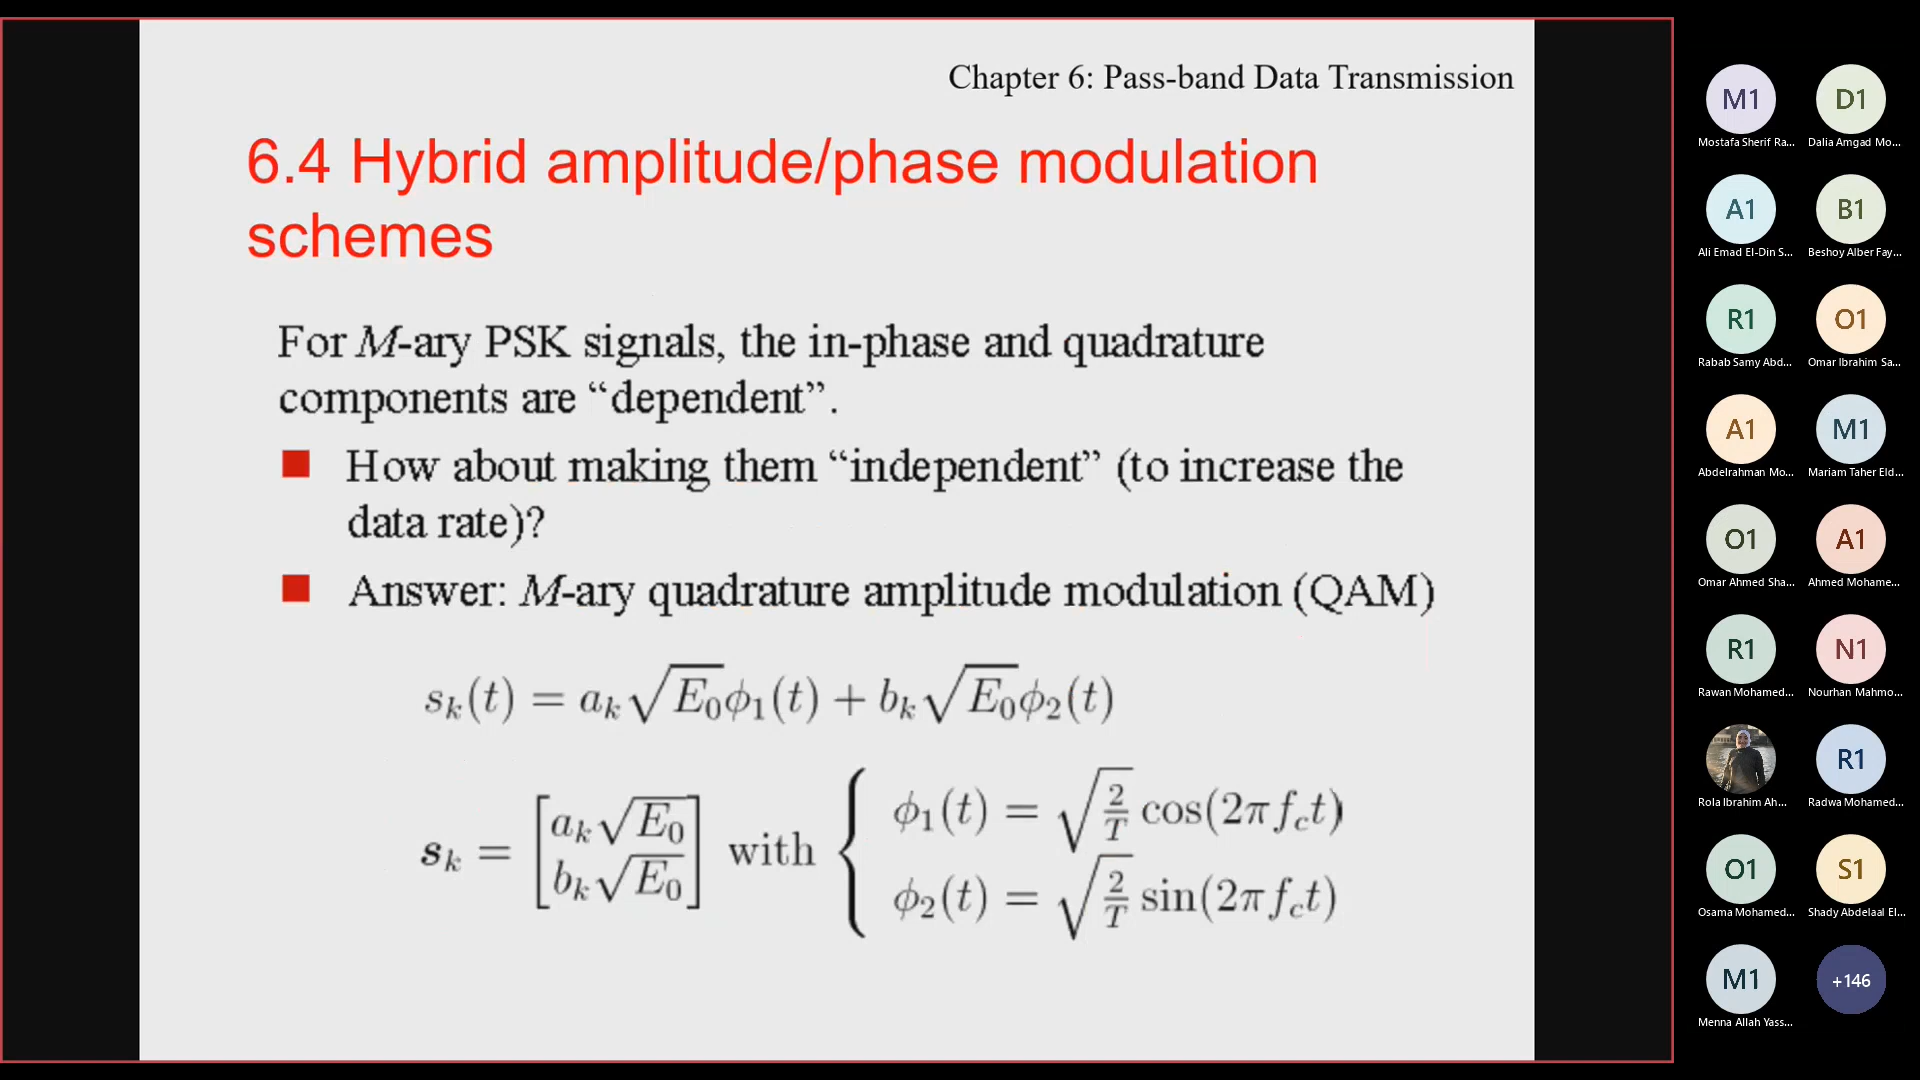 Chapter 6: Pass-band Data Transmission
6.4 Hybrid amplitude/phase modulation
schemes
For M-ary PSK signals, the in-phase and quadrature
components are “dependent”.
How about making them “independent” (to increase the
data rate)?
Answer: M-ary quadrature amplitude modulation (QAM)
s_k(t) = a_k√E_0 ϕ_1(t) + b_k√E_0 ϕ_2(t)
s_k = [a_k√E_0 b_k√E_0] with { ϕ_1(t) = √(2/T) cos(2πf_c t)
ϕ_2(t) = √(2/T) sin(2πf_c t)
M1 D1
Mostafa Sherif Ra... Dalia Amgad Mo...
A1 B1
Ali Emad El-Din S... Beshoy Alber Fay...
R1 O1
Rabab Samy Abd... Omar Ibrahim Sa...
A1 M1
Abdelrahman Mo... Mariam Taher Eld...
O1 A1
Omar Ahmed Sha... Ahmed Mohame...
R1 N1
Rawan Mohamed... Nourhan Mahmo...
R1
Rola Ibrahim Ah... Radwa Mohamed...
O1 S1
Osama Mohamed... Shady Abdelaal El...
M1 +146
Menna Allah Yass...